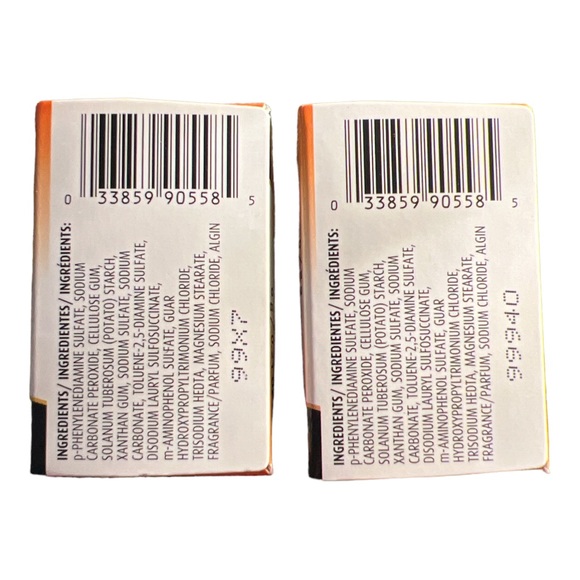 0 33859 90558 5
INGREDIENTS/ INGREDIENTES/ INGRÉDIENTS:
p-PHENYLENEDIAMINE SULFATE, SODIUM
CARBONATE PEROXIDE, CELLULOSE GUM,
SOLANUM TUBEROSUM (POTATO) STARCH,
XANTHAN GUM, SODIUM SULFATE, SODIUM
CARBONATE, TOLUENE-2,5-DIAMINE SULFATE,
DISODIUM LAURYL SULFOSUCCINATE,
m-AMINOPHENOL SULFATE, GUAR
HYDROXYPROPYLTRIMONIUM CHLORIDE,
TRISODIUM HEDTA, MAGNESIUM STEARATE,
FRAGRANCE/PARFUM, SODIUM CHLORIDE, ALGIN
99X7
0 33859 90558 5
INGREDIENTS/ INGREDIENTES/ INGRÉDIENTS:
p-PHENYLENEDIAMINE SULFATE, SODIUM
CARBONATE PEROXIDE, CELLULOSE GUM,
SOLANUM TUBEROSUM (POTATO) STARCH,
XANTHAN GUM, SODIUM SULFATE, SODIUM
CARBONATE, TOLUENE-2,5-DIAMINE SULFATE,
DISODIUM LAURYL SULFOSUCCINATE,
m-AMINOPHENOL SULFATE, GUAR
HYDROXYPROPYLTRIMONIUM CHLORIDE,
TRISODIUM HEDTA, MAGNESIUM STEARATE,
FRAGRANCE/PARFUM, SODIUM CHLORIDE, ALGIN
99940